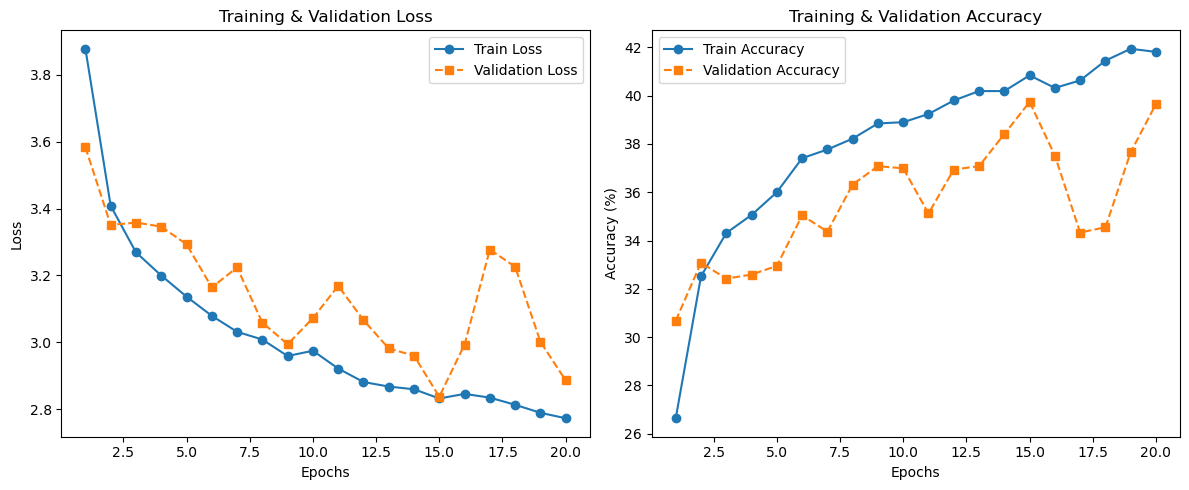 Training & Validation Loss
Train Loss
Validation Loss
3.8
3.6
3.4
3.2
3.0
2.8
Loss
2.5 5.0 7.5 10.0 12.5 15.0 17.5 20.0
Epochs
Training & Validation Accuracy
Train Accuracy
Validation Accuracy
42
40
38
36
34
32
30
28
26
Accuracy (%)
2.5 5.0 7.5 10.0 12.5 15.0 17.5 20.0
Epochs